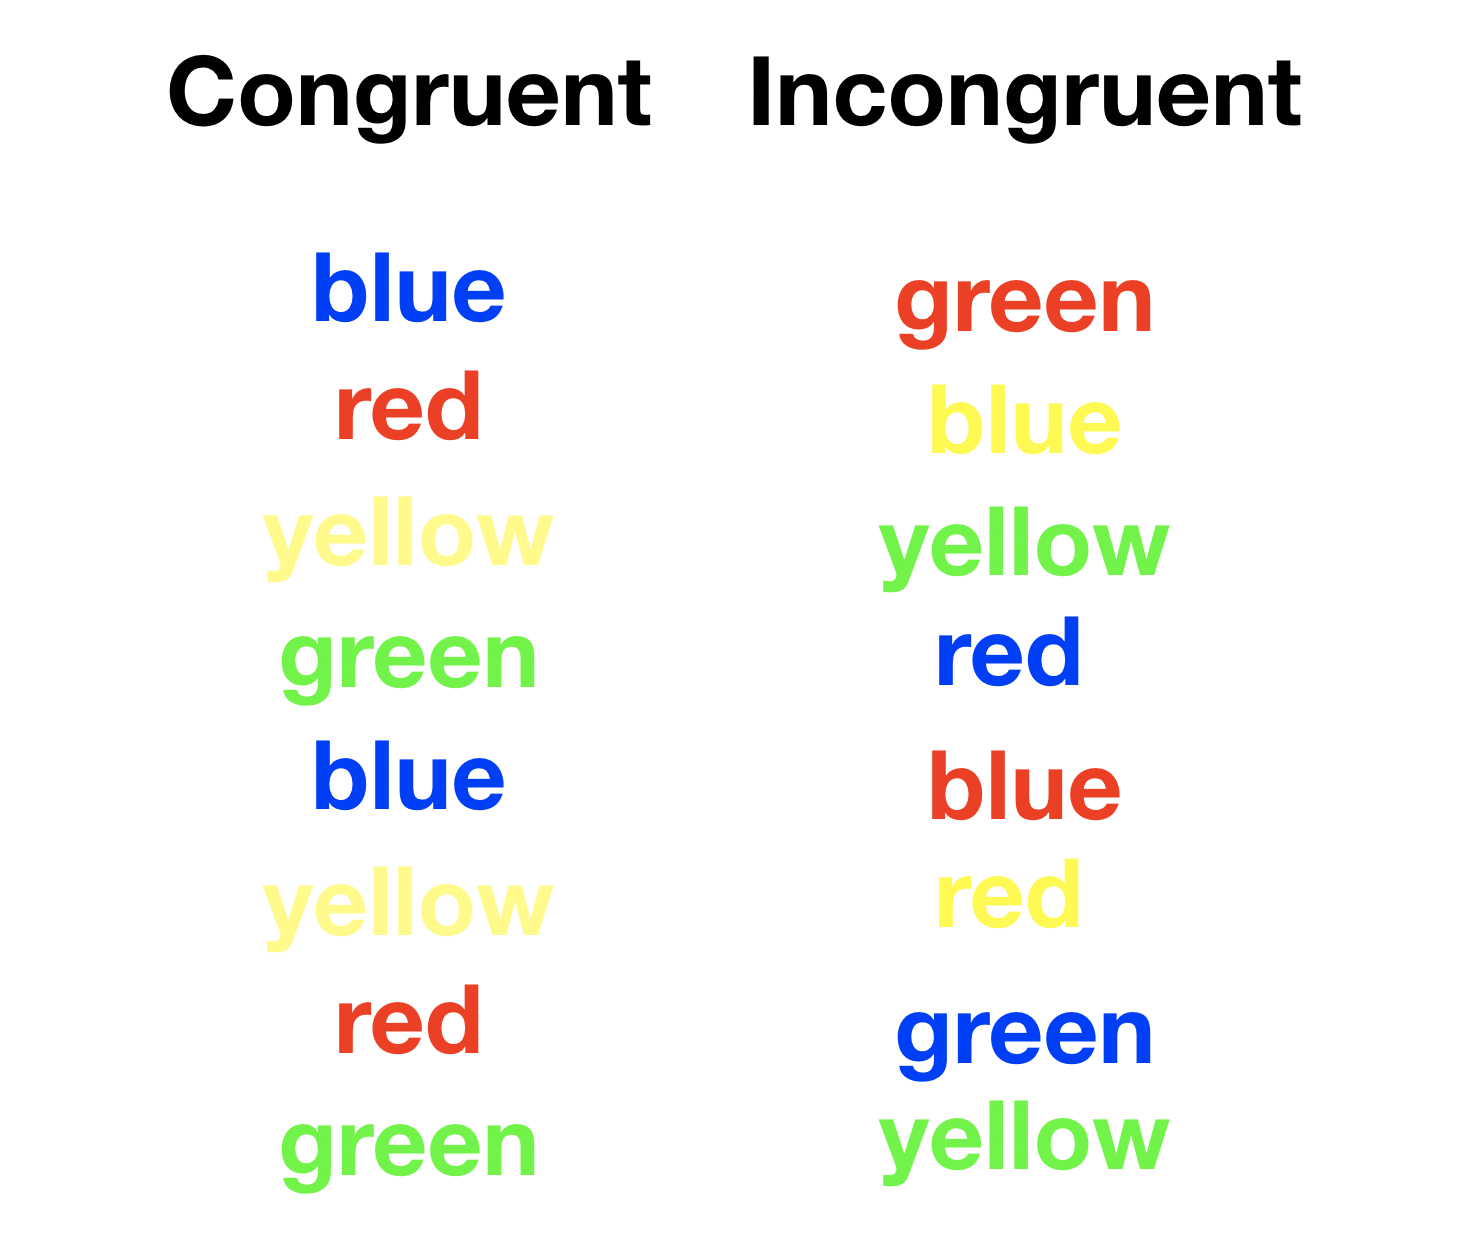 Congruent Incongruent
blue green
red blue
yellow yellow
green red
blue blue
yellow red
red green
green yellow